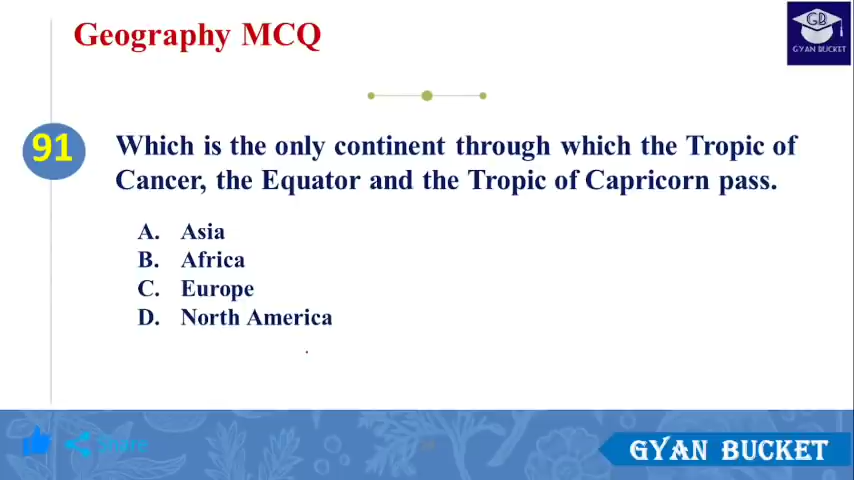 Geography MCQ
GB
GYAN BUCKET
91
Which is the only continent through which the Tropic of
Cancer, the Equator and the Tropic of Capricorn pass.
A. Asia
B. Africa
C. Europe
D. North America
Share
GYAN BUCKET